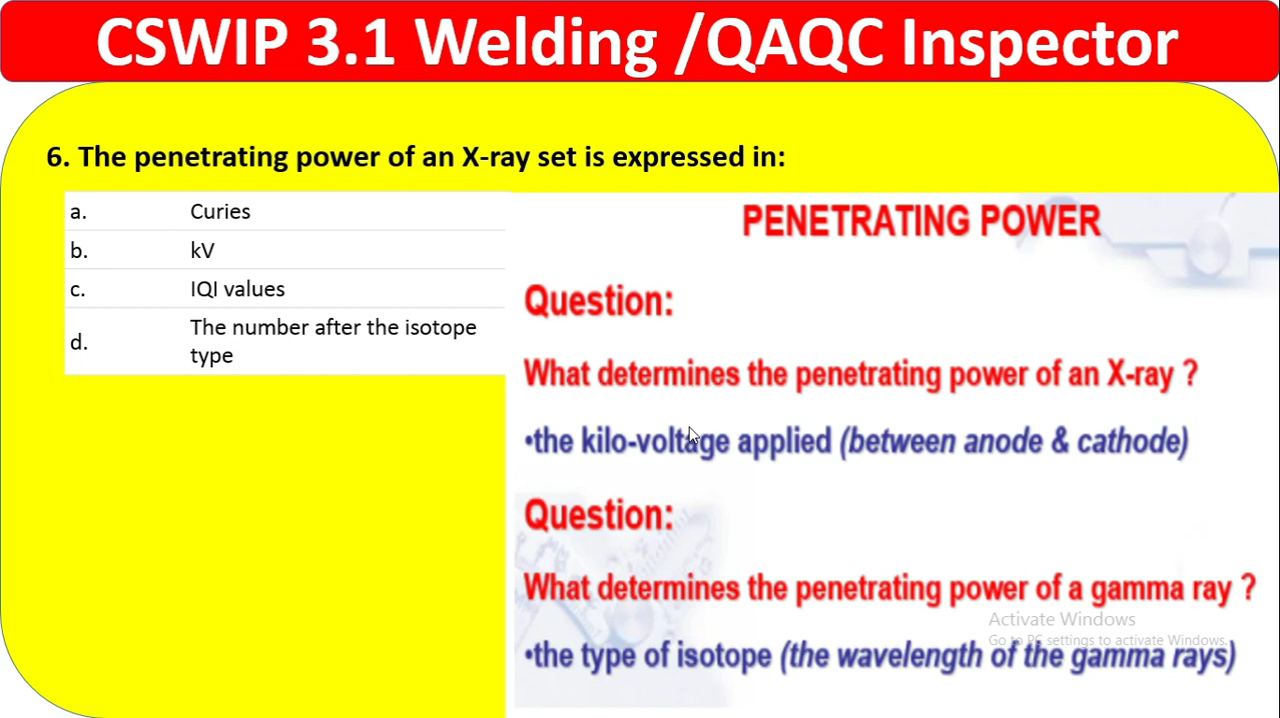 CSWIP 3.1 Welding /QAQC Inspector
6. The penetrating power of an X-ray set is expressed in:
a. Curies
b. kV
c. IQI values
d. The number after the isotope
type
PENETRATING POWER
Question:
What determines the penetrating power of an X-ray ?
•the kilo-voltage applied (between anode & cathode)
Question:
What determines the penetrating power of a gamma ray ?
Activate Windows
Go to PC settings to activate Windows.
•the type of isotope (the wavelength of the gamma rays)